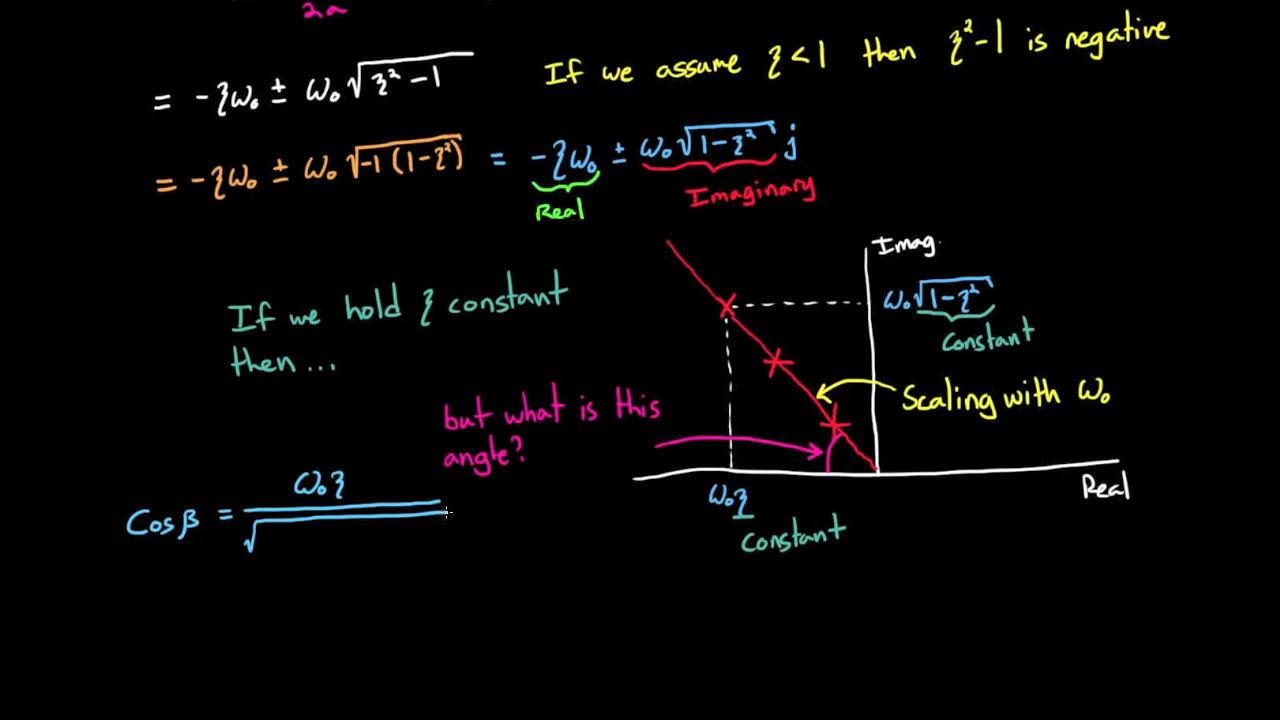 2a
= -ζω₀ ± ω₀√(ζ² - 1)
If we assume ζ < 1 then ζ² - 1 is negative
= -ζω₀ ± ω₀√(-1(1-ζ²)) = -ζω₀ ± ω₀√(1-ζ²) j
Real
Imaginary
Imag.
If we hold ζ constant
then...
ω₀√(1-ζ²)
Constant
Scaling with ω₀
but what is this
angle?
Real
ω₀ζ
Constant
Cosβ = ω₀ζ / √